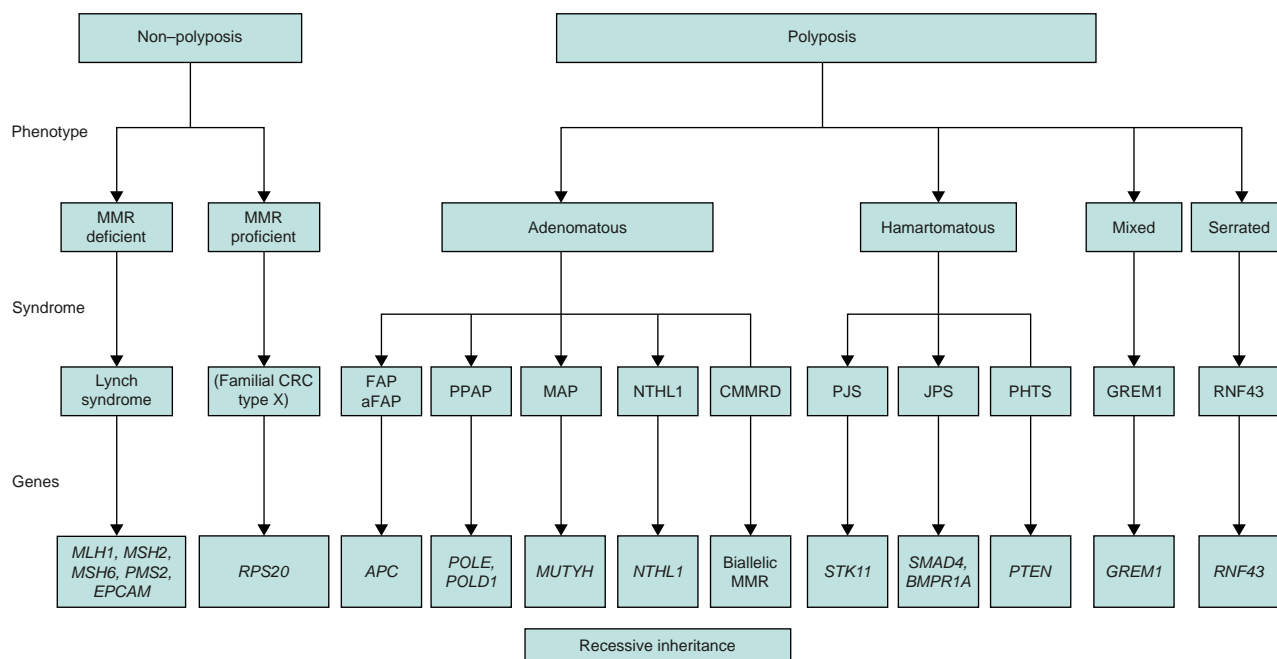 Non–polyposis
Polyposis
Phenotype
MMR
deficient
MMR
proficient
Adenomatous
Hamartomatous
Mixed
Serrated
Syndrome
Lynch
syndrome
(Familial CRC
type X)
FAP
aFAP
PPAP
MAP
NTHL1
CMMRD
PJS
JPS
PHTS
GREM1
RNF43
Genes
MLH1, MSH2,
MSH6, PMS2,
EPCAM
RPS20
APC
POLE,
POLD1
MUTYH
NTHL1
Biallelic
MMR
STK11
SMAD4,
BMPR1A
PTEN
GREM1
RNF43
Recessive inheritance